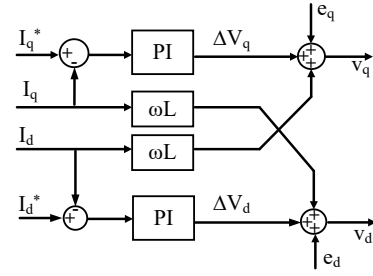 e_q
I_q^*
+
-
PI
ΔV_q
+
+
+
v_q
I_q
ωL
I_d
ωL
I_d^*
+
-
PI
ΔV_d
+
+
+
v_d
e_d